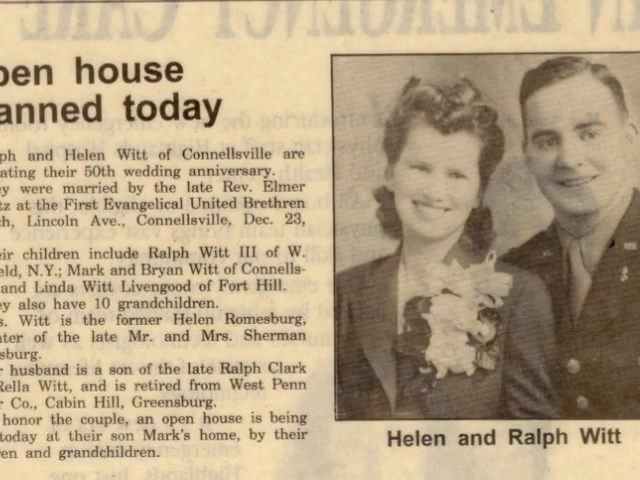 pen house
anned today
ph and Helen Witt of Connellsville are
ating their 50th wedding anniversary.
y were married by the late Rev. Elmer
tz at the First Evangelical United Brethren
ch, Lincoln Ave., Connellsville, Dec. 23,
eir children include Ralph Witt III of W.
eld, N.Y.; Mark and Bryan Witt of Connells-
and Linda Witt Livengood of Fort Hill.
ey also have 10 grandchildren.
s. Witt is the former Helen Romesburg,
ter of the late Mr. and Mrs. Sherman
sburg.
r husband is a son of the late Ralph Clark
Rella Witt, and is retired from West Penn
r Co., Cabin Hill, Greensburg.
honor the couple, an open house is being
today at their son Mark's home, by their
ren and grandchildren.
Helen and Ralph Witt